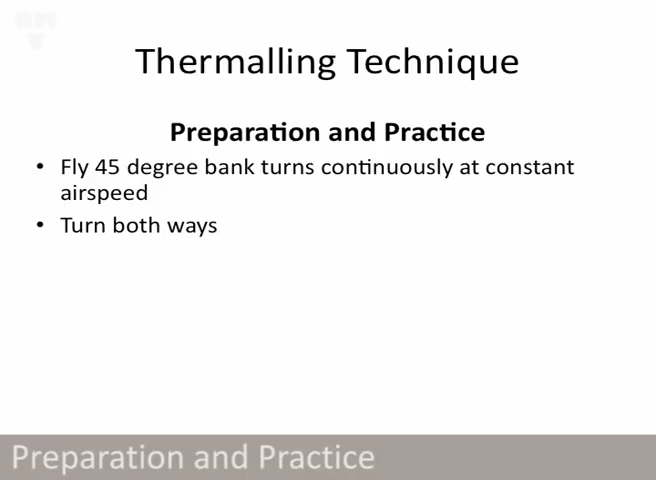 Thermalling Technique
Preparation and Practice
• Fly 45 degree bank turns continuously at constant
airspeed
• Turn both ways
Preparation and Practice